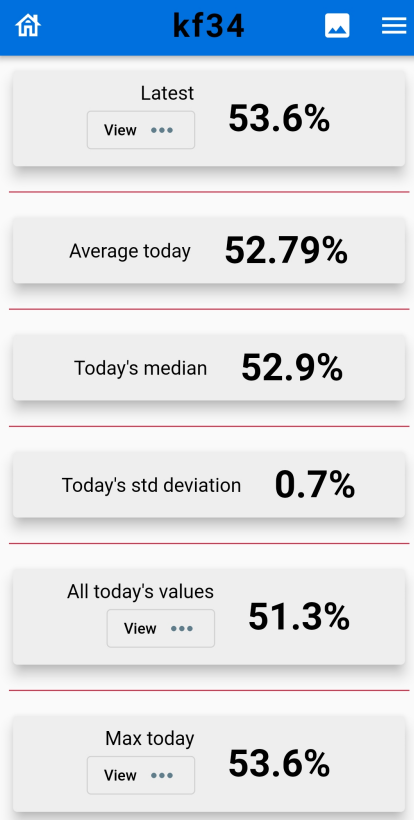 kf34
Latest
View
53.6%
Average today
52.79%
Today's median
52.9%
Today's std deviation
0.7%
All today's values
View
51.3%
Max today
View
53.6%